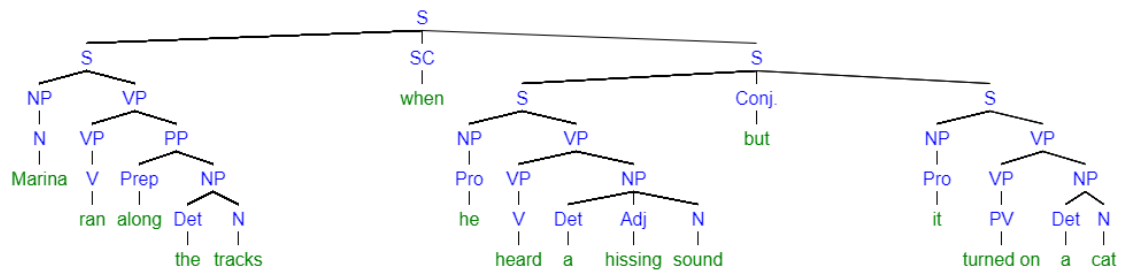 S
S SC S
NP VP when S Conj. S
N VP PP NP VP but NP VP
Marina V Prep NP Pro VP NP Pro VP NP
ran along Det N he V Det Adj N it PV Det N
the tracks heard a hissing sound turned on a cat